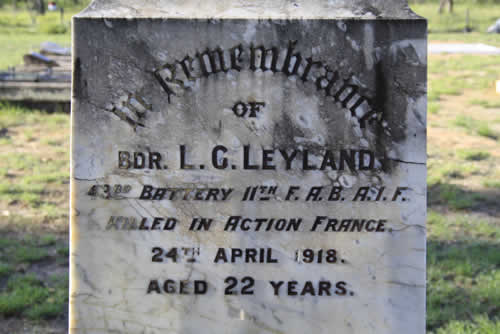 In Remembrance
OF
BDR. L. G. LEYLAND.
43RD BATTERY 11TH F. A. B. A. I. F.
KILLED IN ACTION FRANCE.
24TH APRIL 1918.
AGED 22 YEARS.